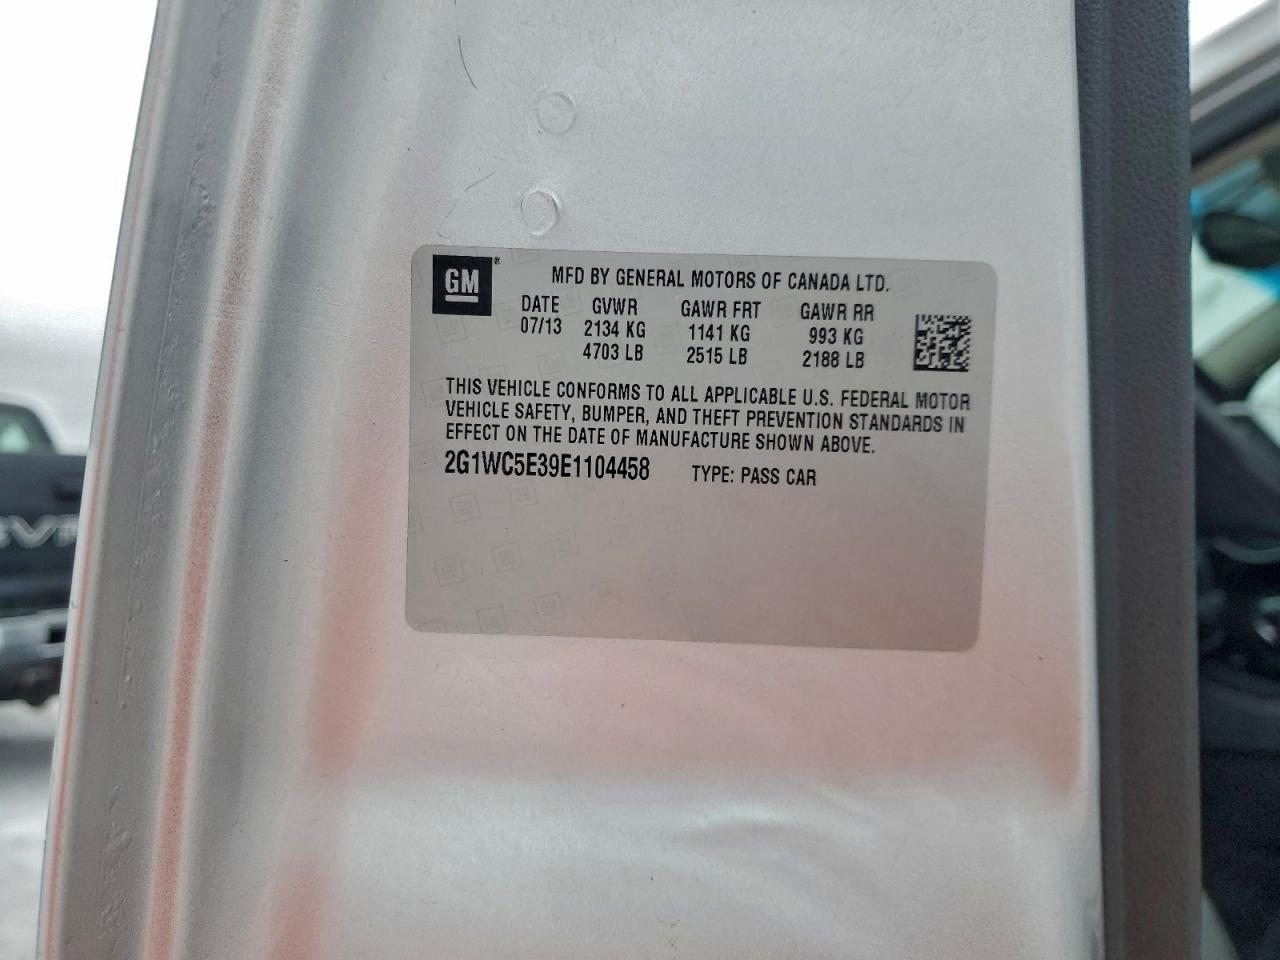 GM®
MFD BY GENERAL MOTORS OF CANADA LTD.
DATE GVWR GAWR FRT GAWR RR
07/13 2134 KG 1141 KG 993 KG
4703 LB 2515 LB 2188 LB
THIS VEHICLE CONFORMS TO ALL APPLICABLE U.S. FEDERAL MOTOR
VEHICLE SAFETY, BUMPER, AND THEFT PREVENTION STANDARDS IN
EFFECT ON THE DATE OF MANUFACTURE SHOWN ABOVE.
2G1WC5E39E1104458 TYPE: PASS CAR